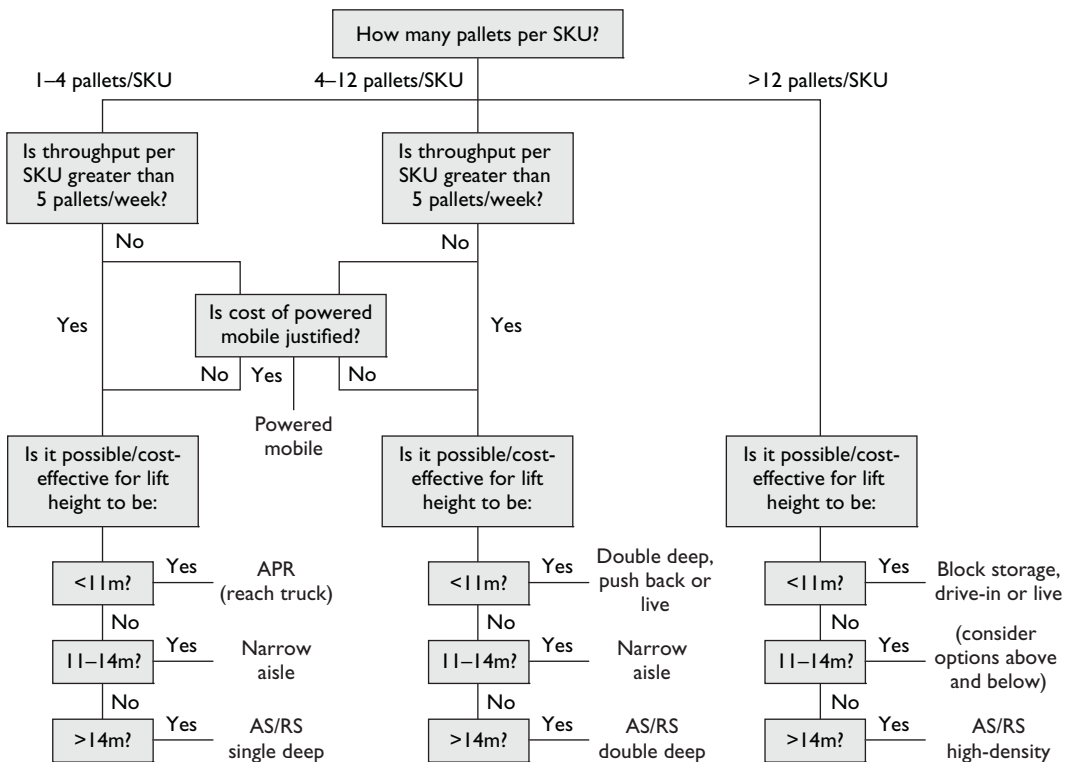 How many pallets per SKU?
1–4 pallets/SKU
4–12 pallets/SKU
>12 pallets/SKU
Is throughput per
SKU greater than
5 pallets/week?
Is throughput per
SKU greater than
5 pallets/week?
No
No
Is cost of powered
mobile justified?
Yes
Yes
No
Yes
No
Powered
mobile
Is it possible/cost-
effective for lift
height to be:
Is it possible/cost-
effective for lift
height to be:
Is it possible/cost-
effective for lift
height to be:
<11m?
Yes
APR
(reach truck)
<11m?
Yes
Double deep,
push back or
live
<11m?
Yes
Block storage,
drive-in or live
No
No
No
11–14m?
Yes
Narrow
aisle
11–14m?
Yes
Narrow
aisle
11–14m?
Yes
(consider
options above
and below)
No
No
No
>14m?
Yes
AS/RS
single deep
>14m?
Yes
AS/RS
double deep
>14m?
Yes
AS/RS
high-density